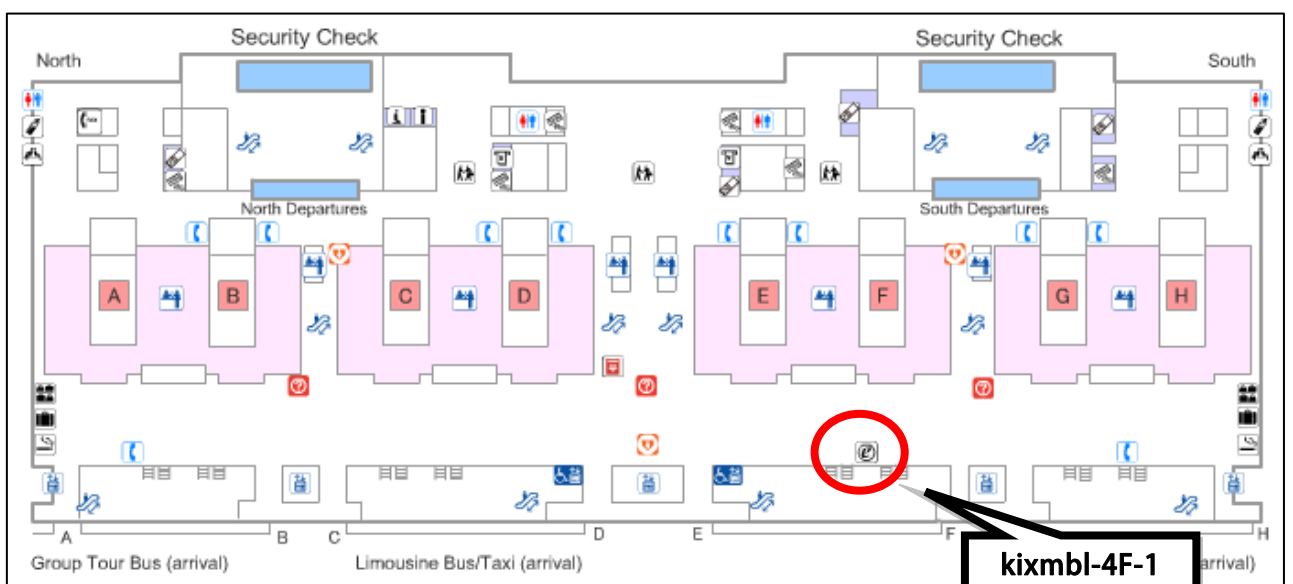 Security Check
Security Check
North
South
North Departures
South Departures
A
B
C
D
E
F
G
H
A
B
C
D
E
F
H
Group Tour Bus (arrival)
Limousine Bus/Taxi (arrival)
arrival)
kixmbl-4F-1